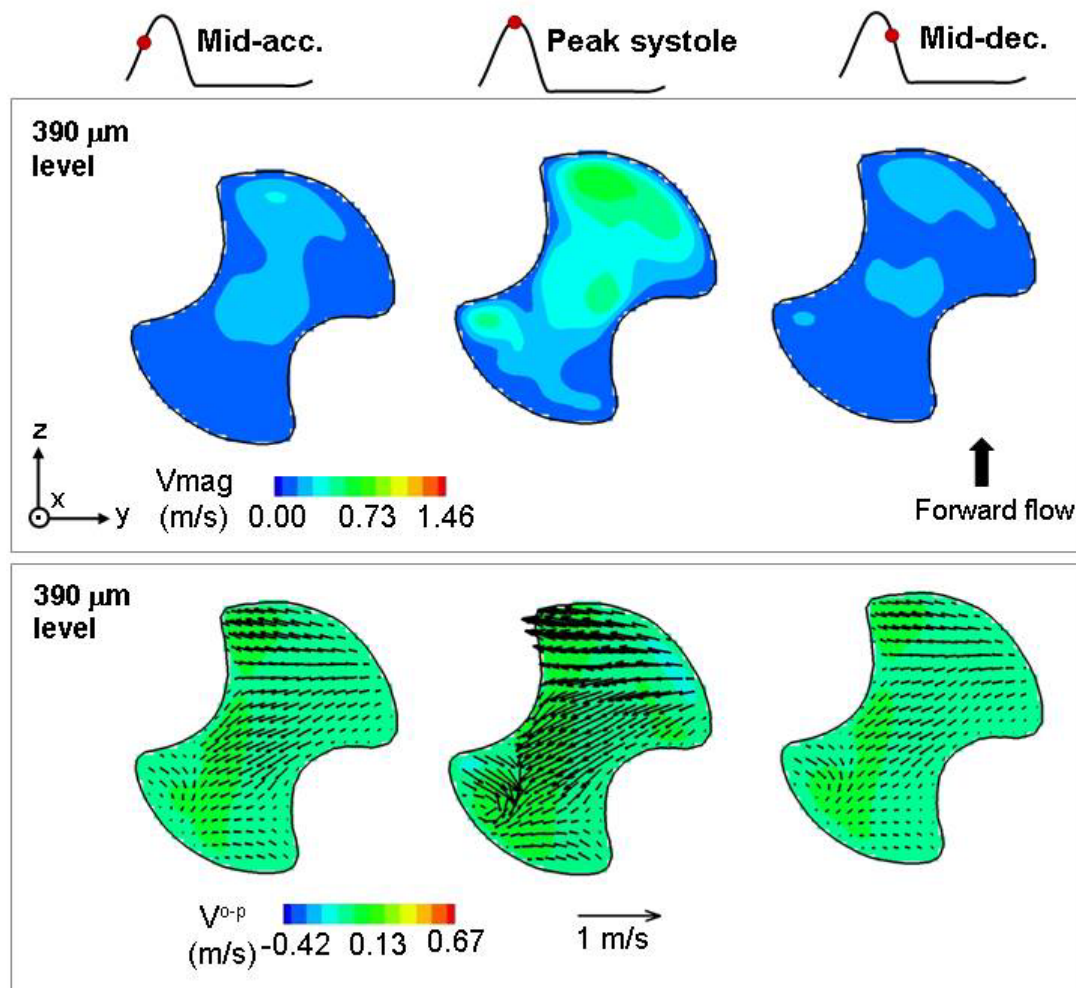 Mid-acc.
Peak systole
Mid-dec.
390 μm
level
z
x
y
Vmag
(m/s)
0.00 0.73 1.46
Forward flow
390 μm
level
V^o-p
(m/s)
-0.42 0.13 0.67
1 m/s